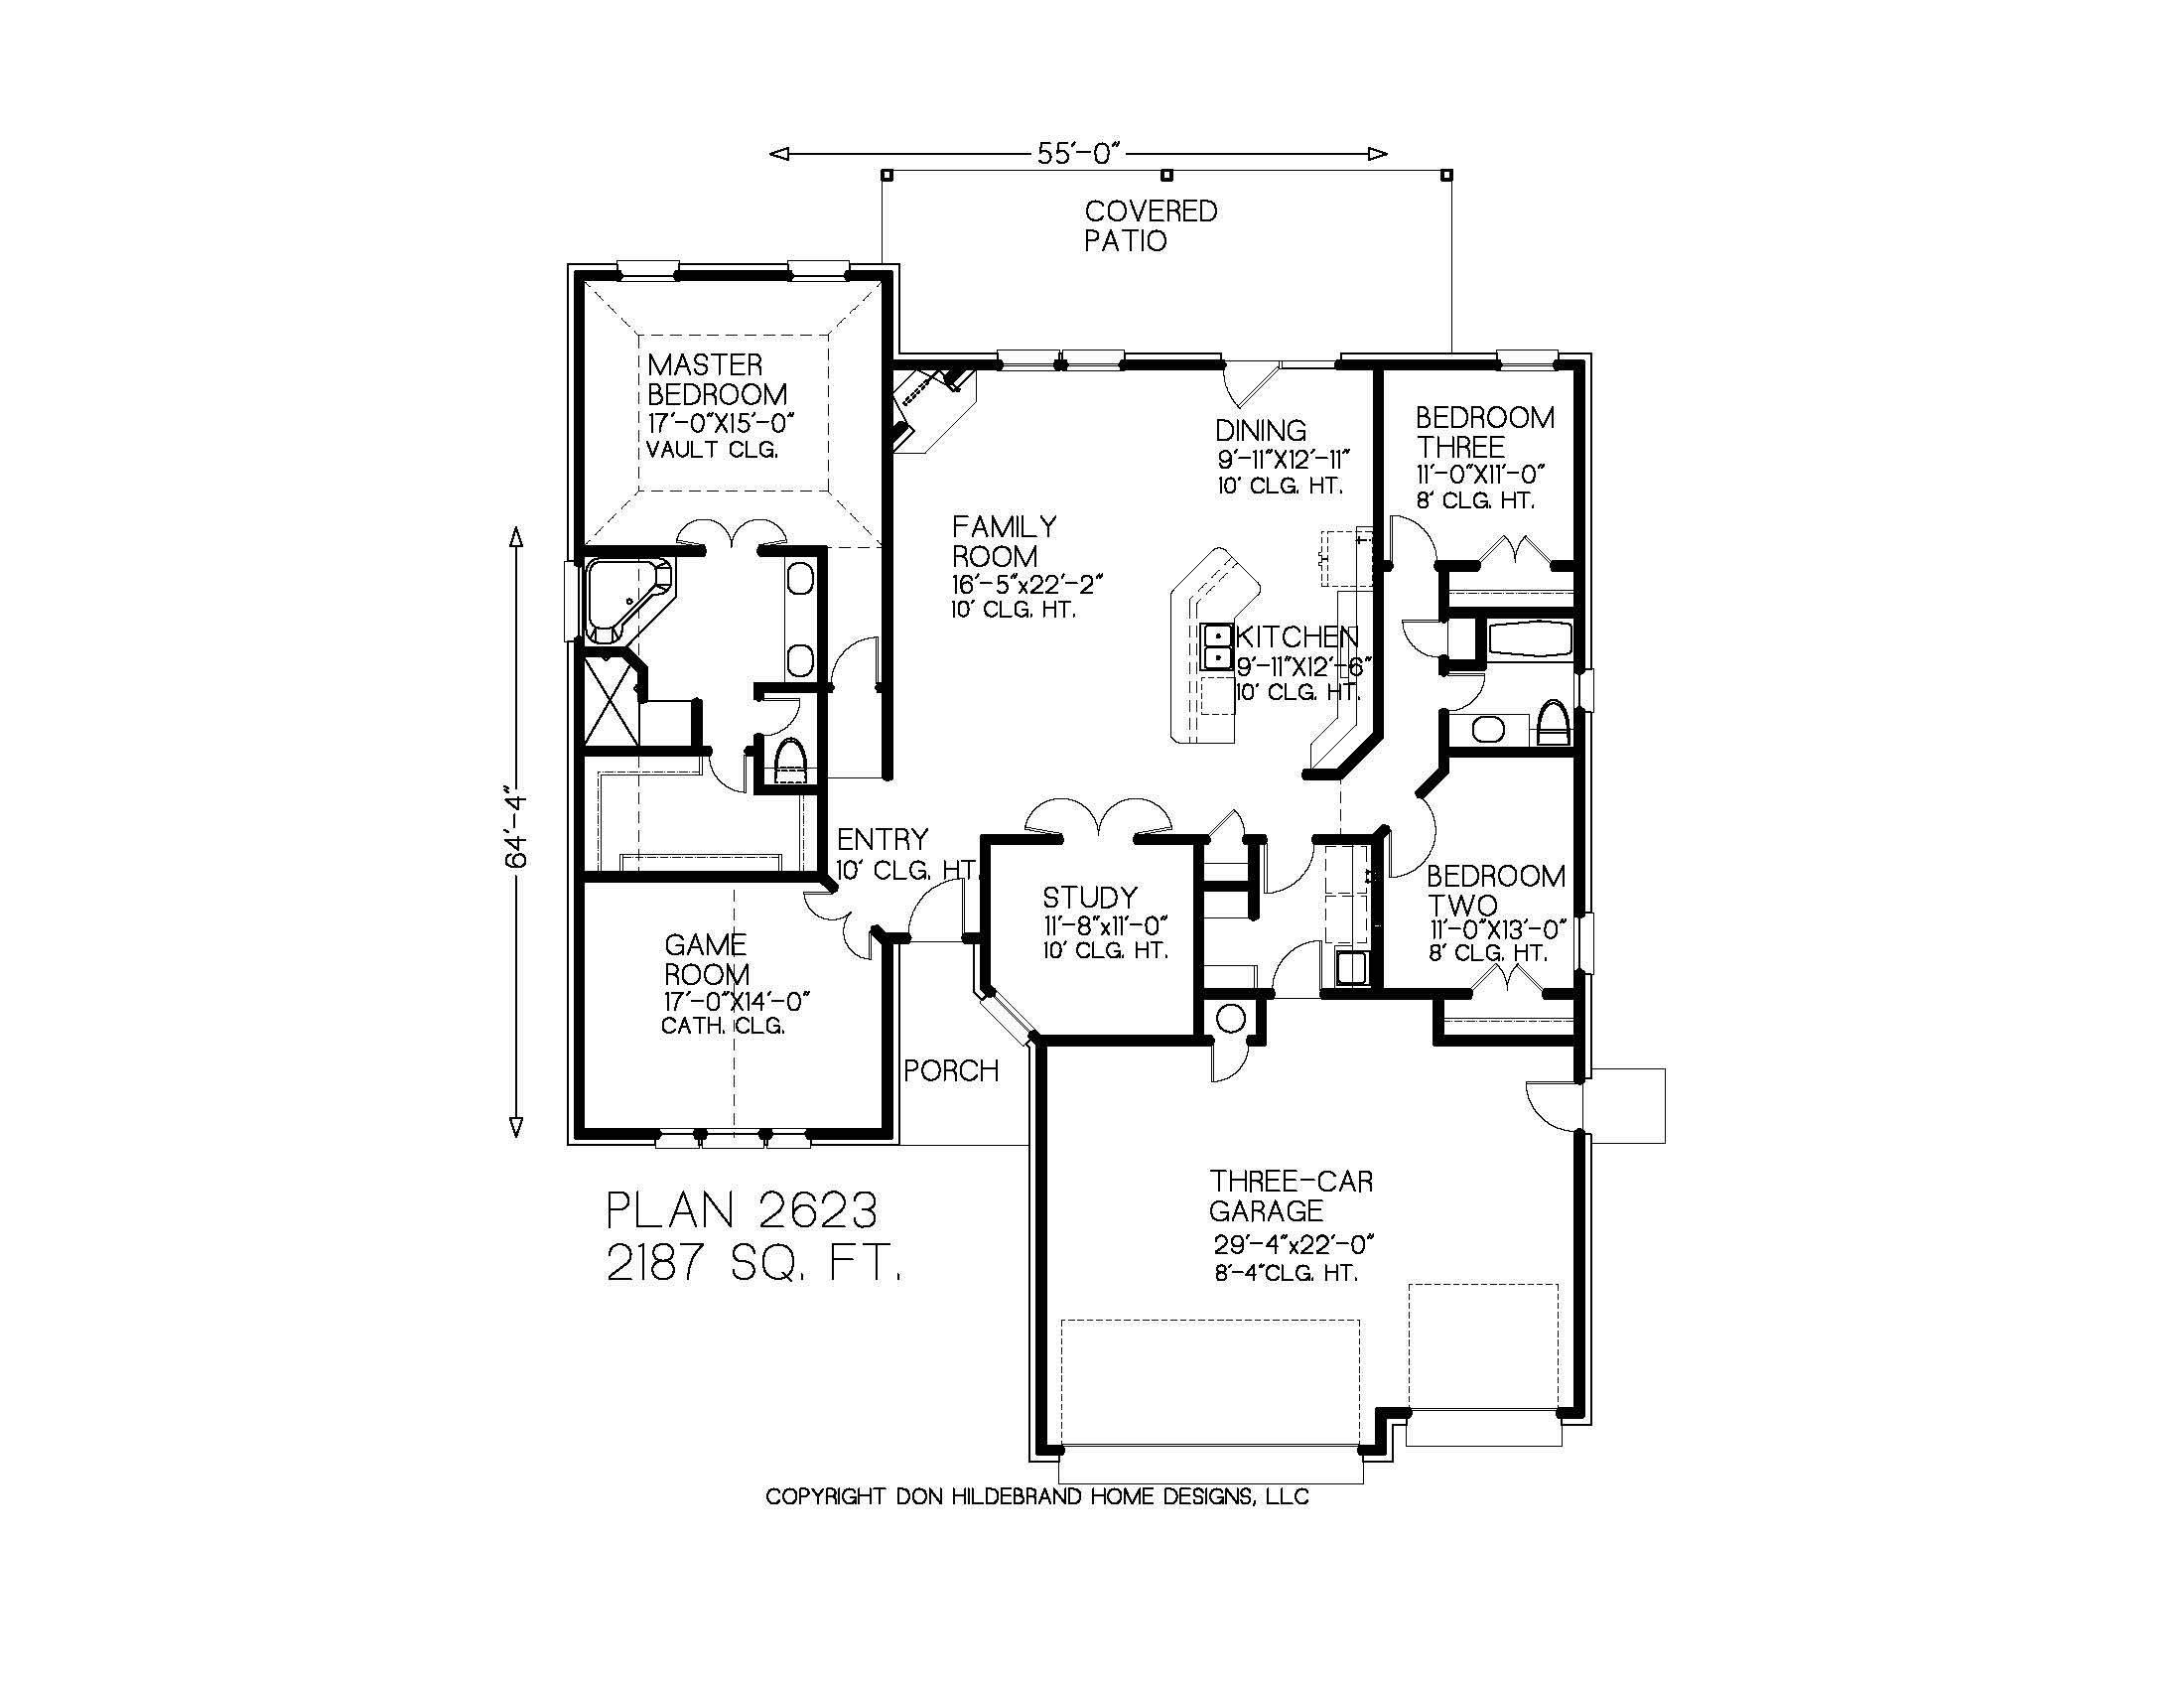 55'-0"
COVERED
PATIO
MASTER
BEDROOM
17'-0"X15'-0"
VAULT CLG.
DINING
9'-11"X12'-11"
10' CLG. HT.
BEDROOM
THREE
11'-0"X11'-0"
8' CLG. HT.
FAMILY
ROOM
16'-5"x22'-2"
10' CLG. HT.
KITCHEN
9'-11"X12'-6"
10' CLG. HT.
64'-4"
ENTRY
10' CLG. HT.
STUDY
11'-8"x11'-0"
10' CLG. HT.
BEDROOM
TWO
11'-0"X13'-0"
8' CLG. HT.
GAME
ROOM
17'-0"X14'-0"
CATH. CLG.
PORCH
THREE-CAR
GARAGE
29'-4"x22'-0"
8'-4"CLG. HT.
PLAN 2623
2187 SQ. FT.
COPYRIGHT DON HILDEBRAND HOME DESIGNS, LLC